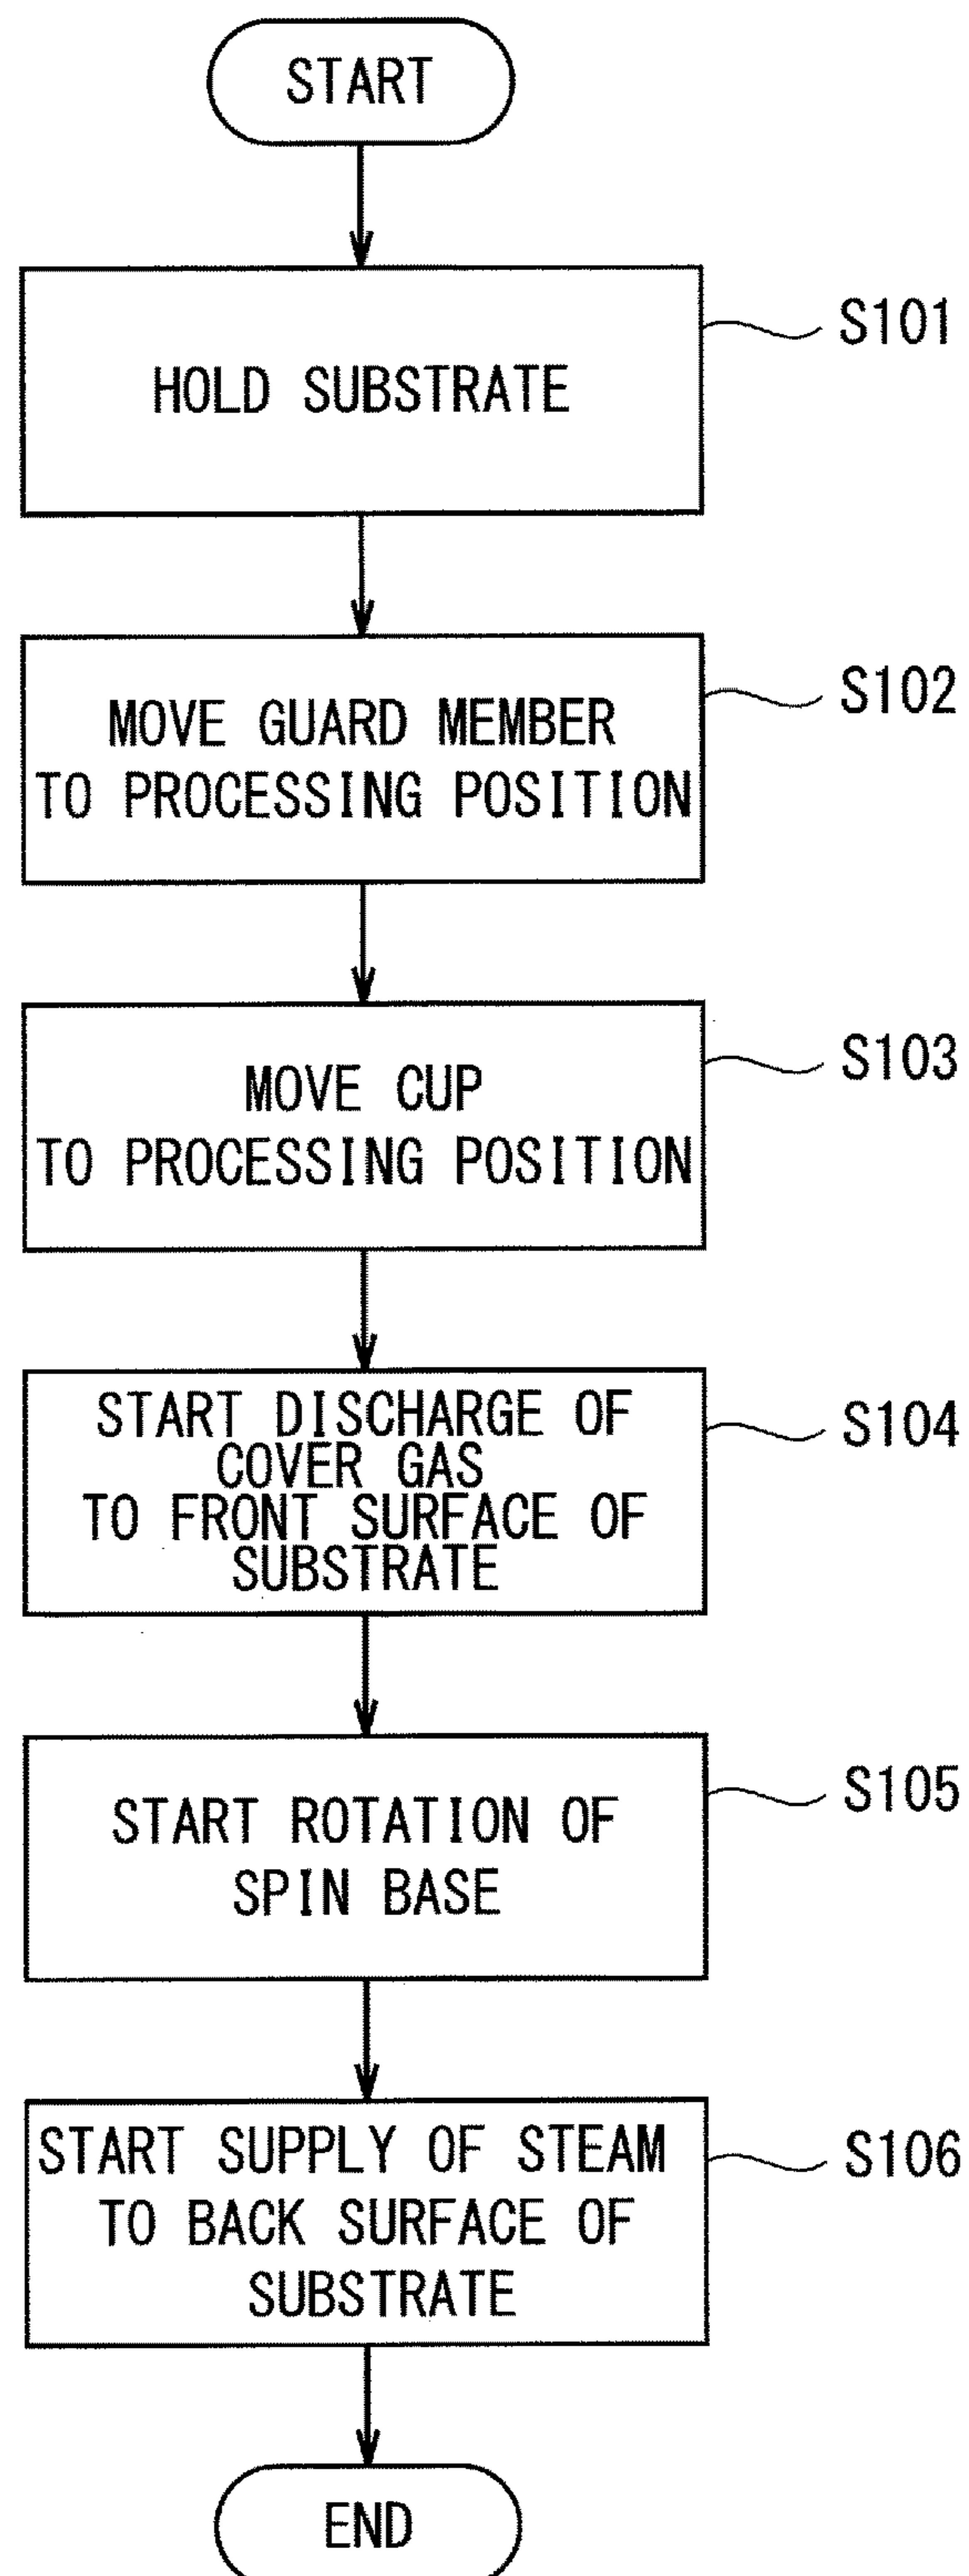 START
HOLD SUBSTRATE
S101
MOVE GUARD MEMBER
TO PROCESSING POSITION
S102
MOVE CUP
TO PROCESSING POSITION
S103
START DISCHARGE OF
COVER GAS
TO FRONT SURFACE OF
SUBSTRATE
S104
START ROTATION OF
SPIN BASE
S105
START SUPPLY OF STEAM
TO BACK SURFACE OF
SUBSTRATE
S106
END